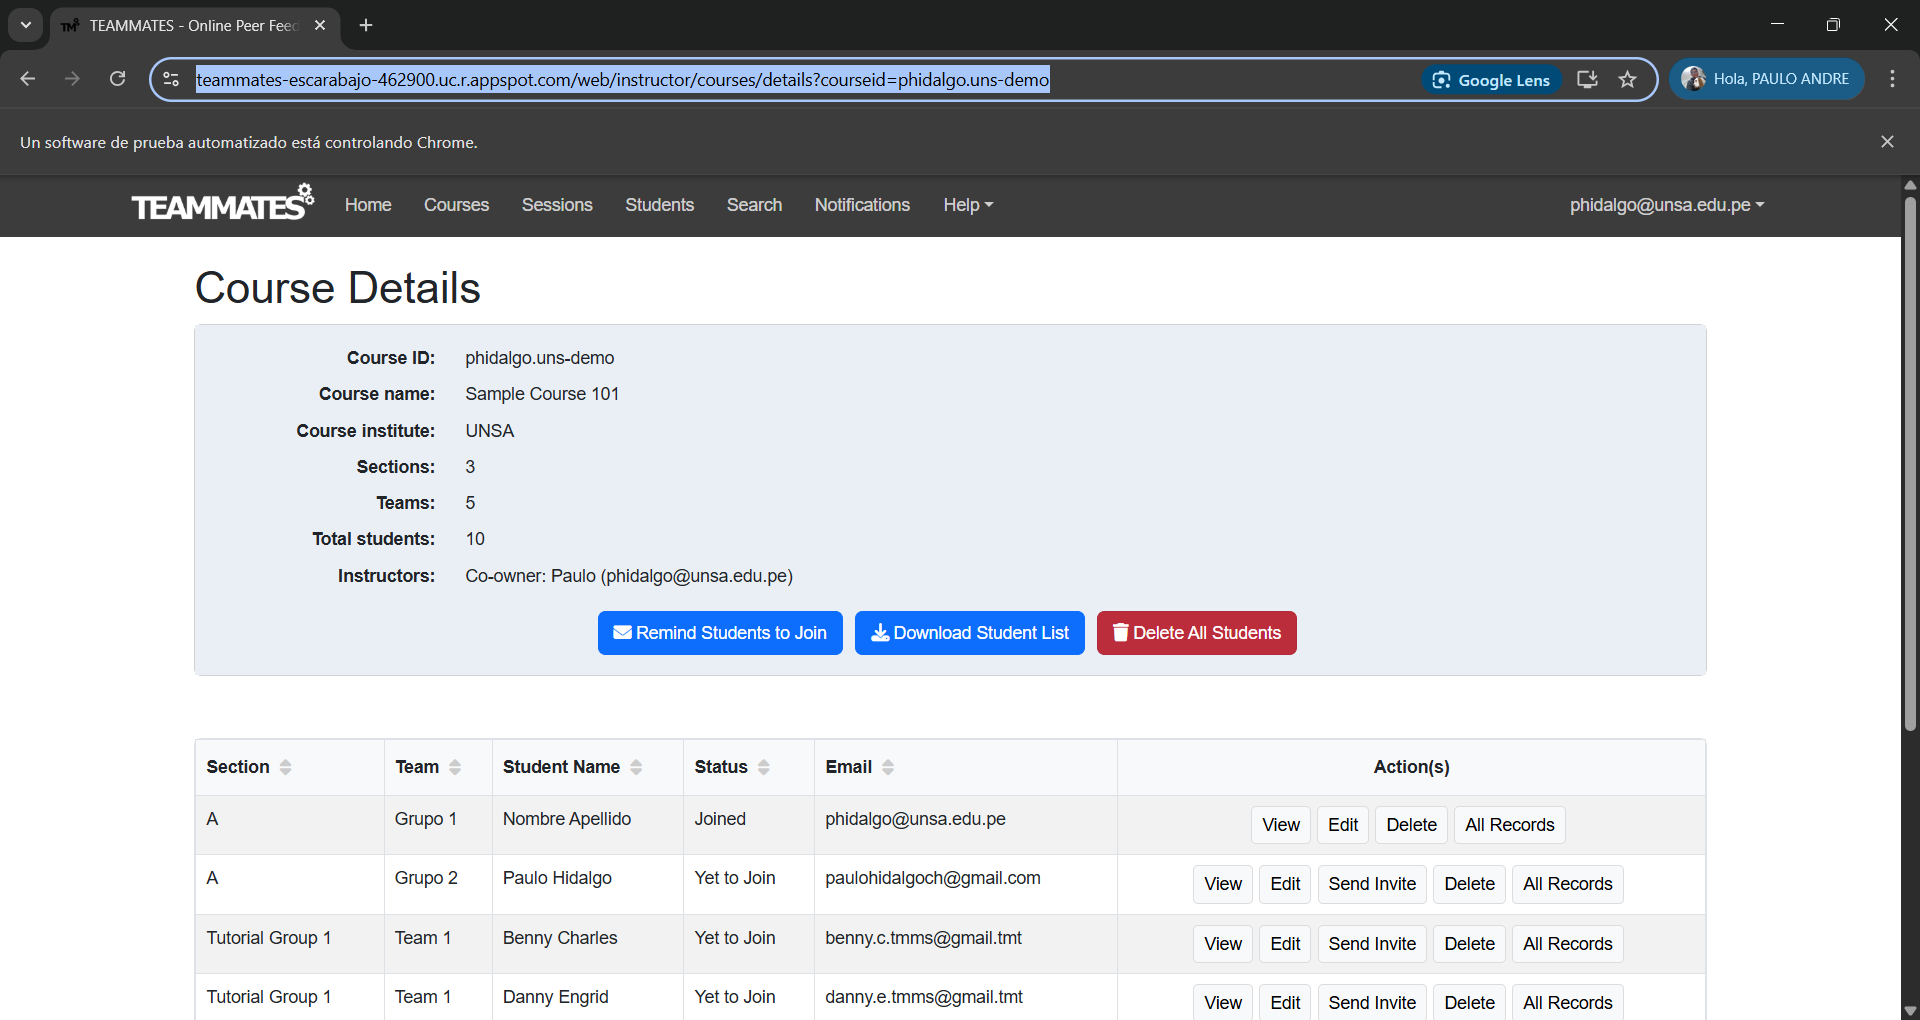 TEAMMATES - Online Peer Feed
teammates-escarabajo-462900.uc.r.appspot.com/web/instructor/courses/details?courseid=phidalgo.uns-demo
Google Lens
Hola, PAULO ANDRE
Un software de prueba automatizado está controlando Chrome.
TEAMMATES Home Courses Sessions Students Search Notifications Help phidalgo@unsa.edu.pe
Course Details
Course ID: phidalgo.uns-demo
Course name: Sample Course 101
Course institute: UNSA
Sections: 3
Teams: 5
Total students: 10
Instructors: Co-owner: Paulo (phidalgo@unsa.edu.pe)
Remind Students to Join Download Student List Delete All Students
Section Team Student Name Status Email Action(s)
A Grupo 1 Nombre Apellido Joined phidalgo@unsa.edu.pe View Edit Delete All Records
A Grupo 2 Paulo Hidalgo Yet to Join paulohidalgoch@gmail.com View Edit Send Invite Delete All Records
Tutorial Group 1 Team 1 Benny Charles Yet to Join benny.c.tmms@gmail.tmt View Edit Send Invite Delete All Records
Tutorial Group 1 Team 1 Danny Engrid Yet to Join danny.e.tmms@gmail.tmt View Edit Send Invite Delete All Records